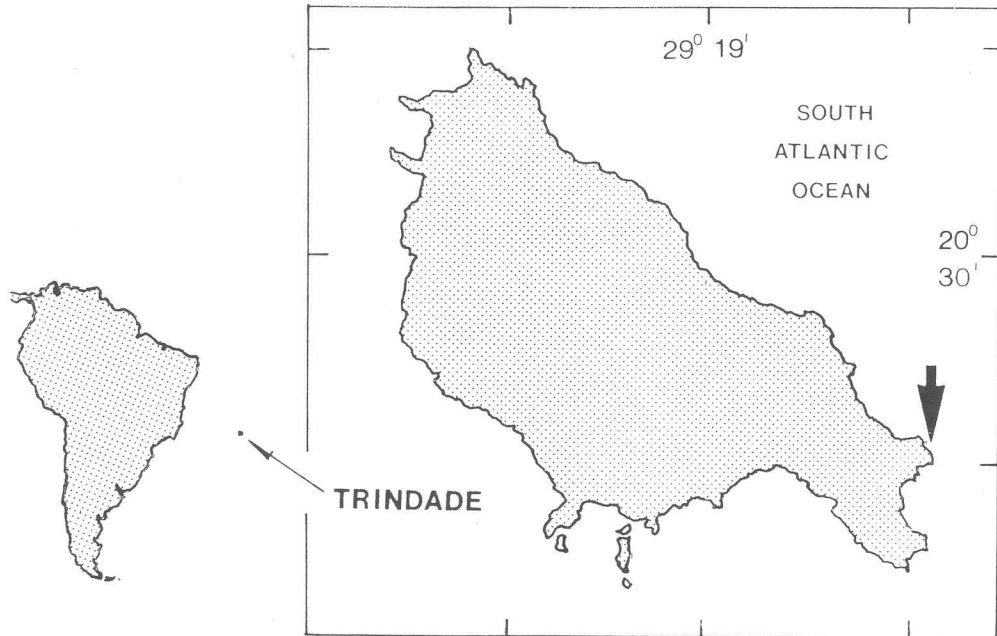 29° 19'
SOUTH
ATLANTIC
OCEAN
20°
30'
TRINDADE